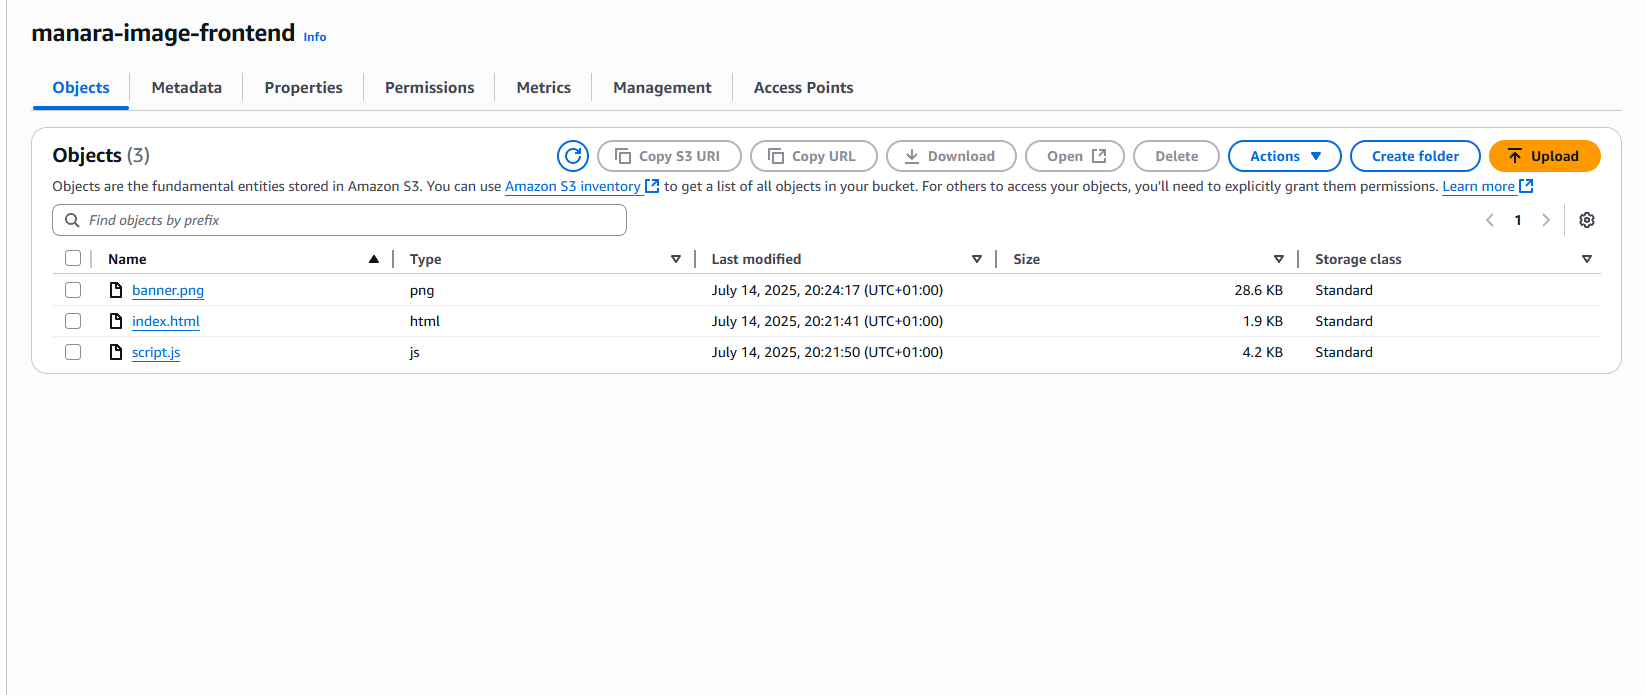 manara-image-frontend Info
Objects Metadata Properties Permissions Metrics Management Access Points
Objects (3) Copy S3 URI Copy URL Download Open Delete Actions Create folder Upload
Objects are the fundamental entities stored in Amazon S3. You can use Amazon S3 inventory to get a list of all objects in your bucket. For others to access your objects, you'll need to explicitly grant them permissions. Learn more
Find objects by prefix 1
Name Type Last modified Size Storage class
banner.png png July 14, 2025, 20:24:17 (UTC+01:00) 28.6 KB Standard
index.html html July 14, 2025, 20:21:41 (UTC+01:00) 1.9 KB Standard
script.js js July 14, 2025, 20:21:50 (UTC+01:00) 4.2 KB Standard